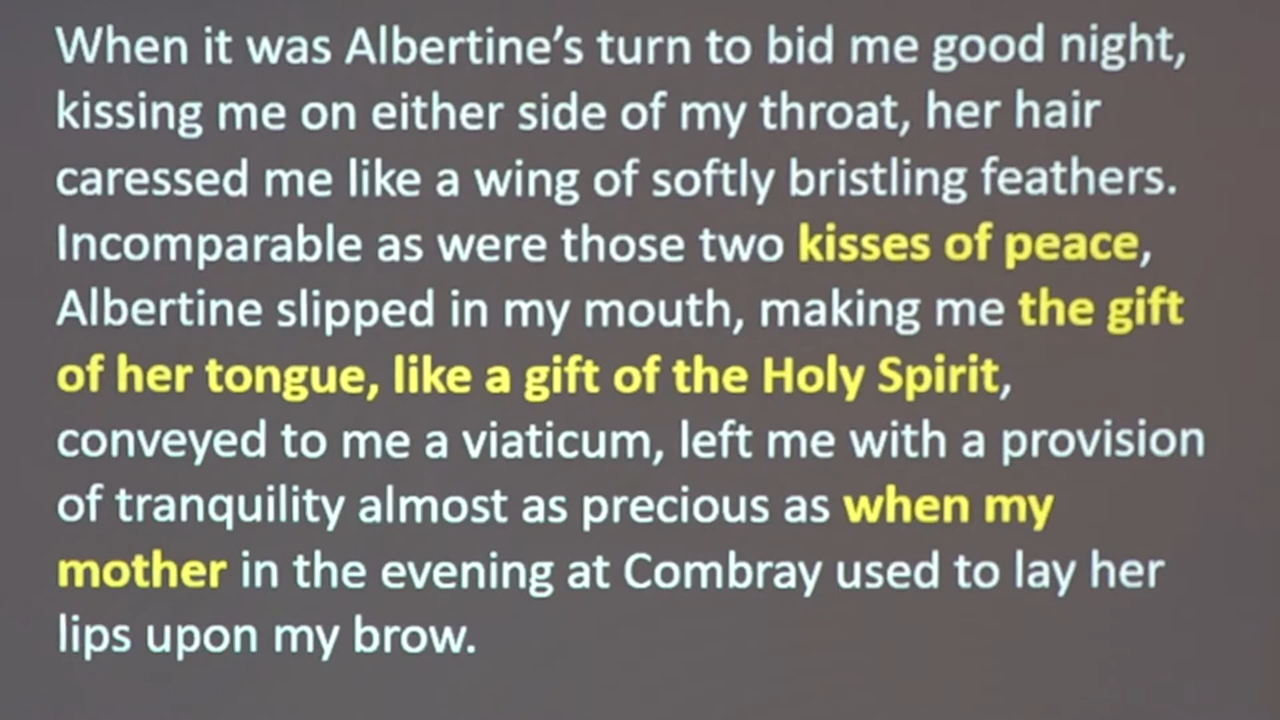 When it was Albertine’s turn to bid me good night,
kissing me on either side of my throat, her hair
caressed me like a wing of softly bristling feathers.
Incomparable as were those two kisses of peace,
Albertine slipped in my mouth, making me the gift
of her tongue, like a gift of the Holy Spirit,
conveyed to me a viaticum, left me with a provision
of tranquility almost as precious as when my
mother in the evening at Combray used to lay her
lips upon my brow.